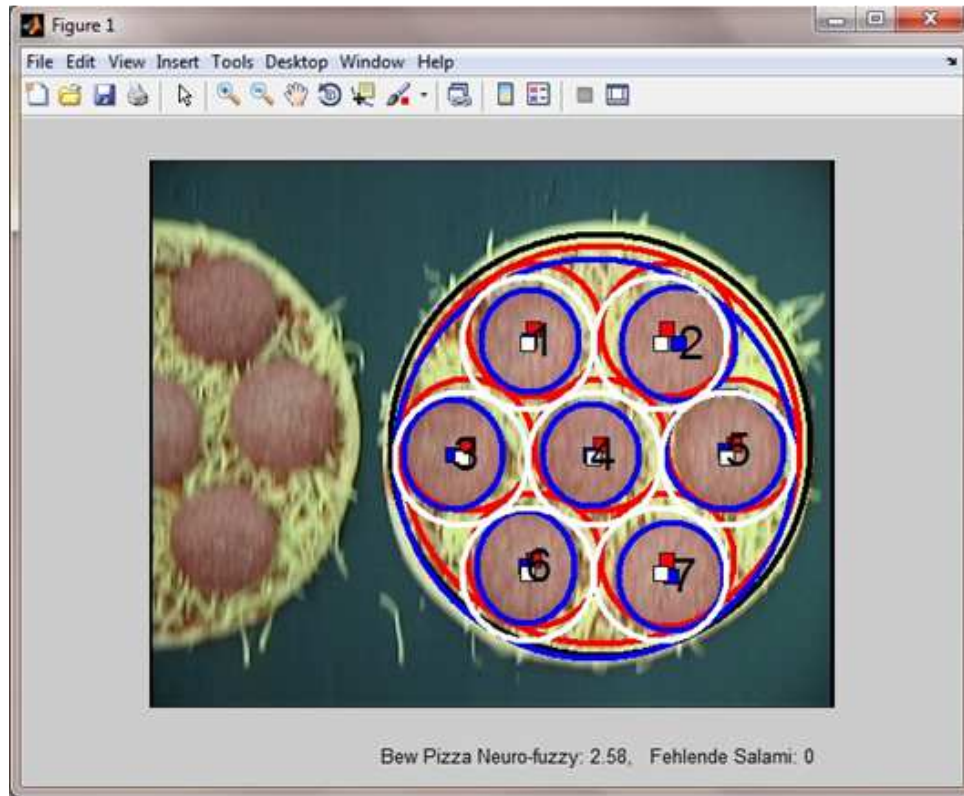 Figure 1
File Edit View Insert Tools Desktop Window Help
1
2
3
4
5
6
7
Bew Pizza Neuro-fuzzy: 2.58, Fehlende Salami: 0